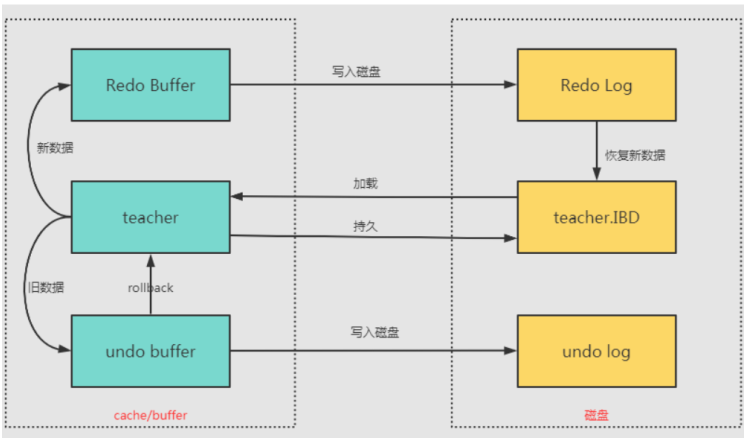 Redo Buffer
写入磁盘
Redo Log
新数据
恢复新数据
teacher
加载
持久
teacher.IBD
旧数据
rollback
undo buffer
写入磁盘
undo log
cache/buffer
磁盘